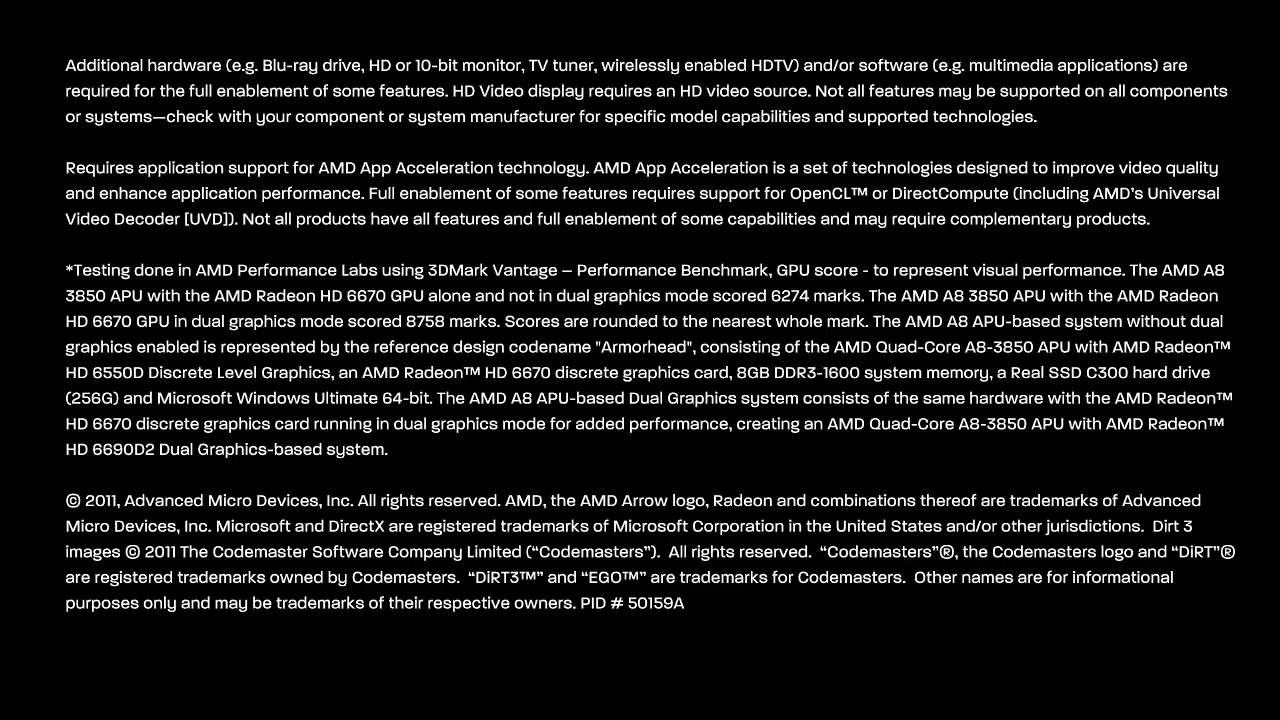 Additional hardware (e.g. Blu-ray drive, HD or 10-bit monitor, TV tuner, wirelessly enabled HDTV) and/or software (e.g. multimedia applications) are
required for the full enablement of some features. HD Video display requires an HD video source. Not all features may be supported on all components
or systems—check with your component or system manufacturer for specific model capabilities and supported technologies.
Requires application support for AMD App Acceleration technology. AMD App Acceleration is a set of technologies designed to improve video quality
and enhance application performance. Full enablement of some features requires support for OpenCL™ or DirectCompute (including AMD’s Universal
Video Decoder [UVD]). Not all products have all features and full enablement of some capabilities and may require complementary products.
*Testing done in AMD Performance Labs using 3DMark Vantage – Performance Benchmark, GPU score - to represent visual performance. The AMD A8
3850 APU with the AMD Radeon HD 6670 GPU alone and not in dual graphics mode scored 6274 marks. The AMD A8 3850 APU with the AMD Radeon
HD 6670 GPU in dual graphics mode scored 8758 marks. Scores are rounded to the nearest whole mark. The AMD A8 APU-based system without dual
graphics enabled is represented by the reference design codename "Armorhead", consisting of the AMD Quad-Core A8-3850 APU with AMD Radeon™
HD 6550D Discrete Level Graphics, an AMD Radeon™ HD 6670 discrete graphics card, 8GB DDR3-1600 system memory, a Real SSD C300 hard drive
(256G) and Microsoft Windows Ultimate 64-bit. The AMD A8 APU-based Dual Graphics system consists of the same hardware with the AMD Radeon™
HD 6670 discrete graphics card running in dual graphics mode for added performance, creating an AMD Quad-Core A8-3850 APU with AMD Radeon™
HD 6690D2 Dual Graphics-based system.
© 2011, Advanced Micro Devices, Inc. All rights reserved. AMD, the AMD Arrow logo, Radeon and combinations thereof are trademarks of Advanced
Micro Devices, Inc. Microsoft and DirectX are registered trademarks of Microsoft Corporation in the United States and/or other jurisdictions.  Dirt 3
images © 2011 The Codemaster Software Company Limited (“Codemasters”).  All rights reserved.  “Codemasters”®, the Codemasters logo and “DiRT”®
are registered trademarks owned by Codemasters.  “DiRT3™” and “EGO™” are trademarks for Codemasters.  Other names are for informational
purposes only and may be trademarks of their respective owners. PID # 50159A